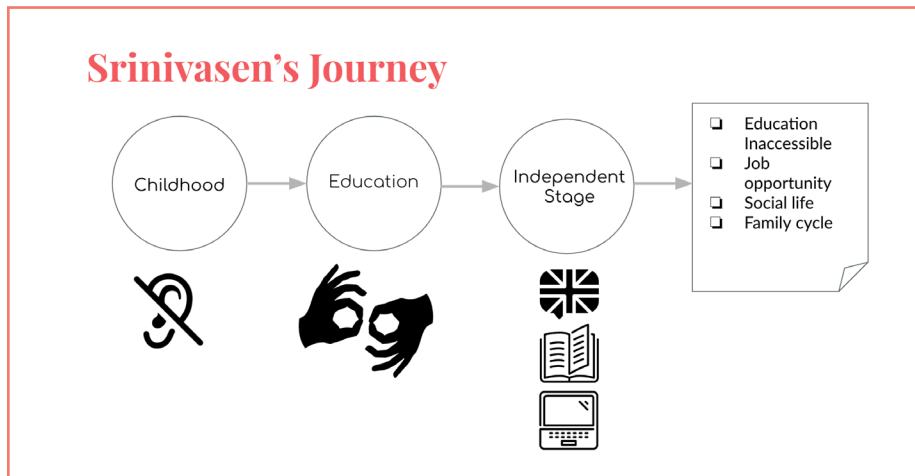 Srinivasen's Journey
Childhood
Education
Independent
Stage
❏ Education
Inaccessible
❏ Job
opportunity
❏ Social life
❏ Family cycle